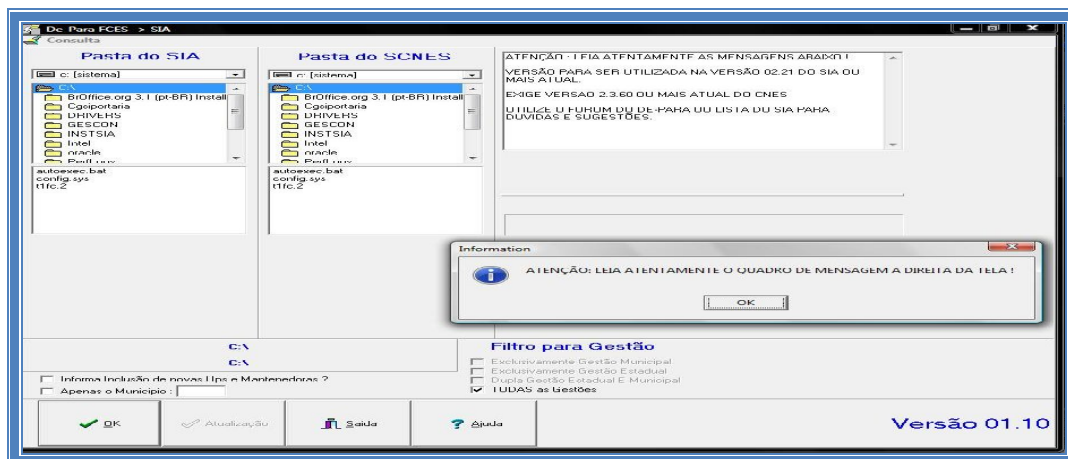 De Para FCES > SIA
Consulta
Pasta do SIA
c: [sistema]
C:\
BrOffice.org 3.1 (pt-BR) Install
Cgsiportaria
DRIVERS
GESCON
INSTSIA
Intel
oracle
autoexec.bat
config.sys
t1fc.2
Pasta do SCNES
c: [sistema]
C:\
BrOffice.org 3.1 (pt-BR) Install
Cgsiportaria
DRIVERS
GESCON
INSTSIA
Intel
oracle
autoexec.bat
config.sys
t1fc.2
ATENÇÃO : LEIA ATENTAMENTE AS MENSAGENS ABAIXO !
VERSÃO PARA SER UTILIZADA NA VERSÃO 02.21 DO SIA OU
MAIS ATUAL.
EXIGE VERSAO 2.3.60 OU MAIS ATUAL DO CNES
UTILIZE O FORUM DO DE-PARA OU LISTA DO SIA PARA
DUVIDAS E SUGESTÕES.
Information
ATENÇÃO: LEIA ATENTAMENTE O QUADRO DE MENSAGEM A DIREITA DA TELA !
OK
C:\
C:\
Informa Inclusão de novas Ups e Mantenedoras ?
Apenas o Municipio :
Filtro para Gestão
Exclusivamente Gestão Municipal
Exclusivamente Gestão Estadual
Dupla Gestão Estadual E Municipal
TODAS as Gestões
OK
Atualização
Saida
Ajuda
Versão 01.10